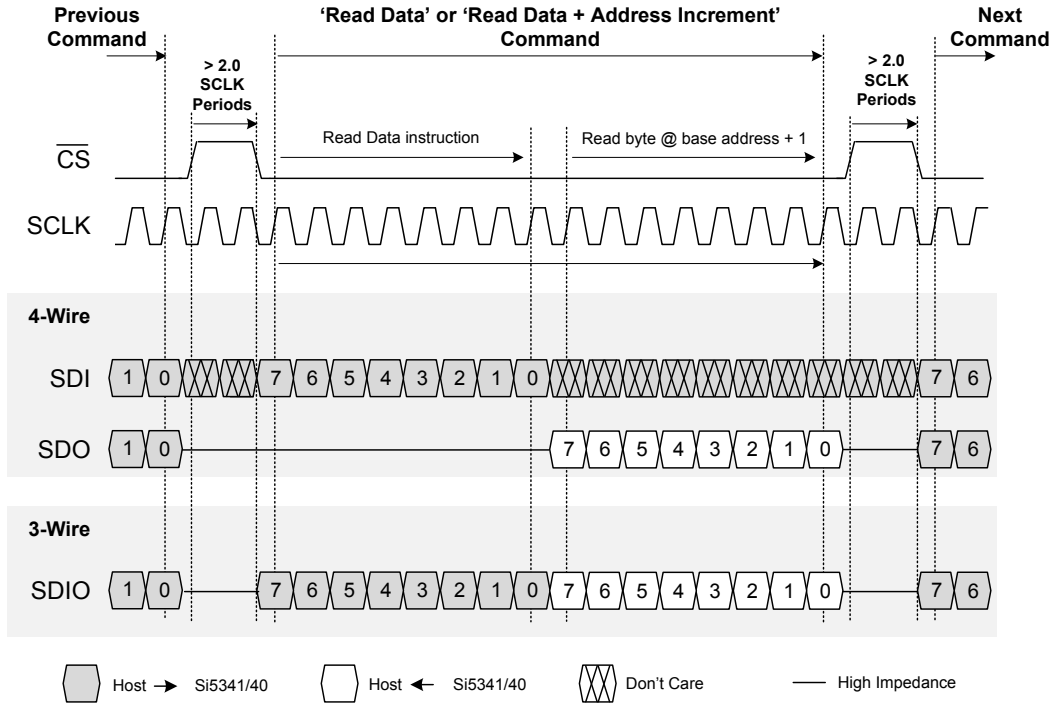 Previous Command
'Read Data' or 'Read Data + Address Increment' Command
Next Command
> 2.0 SCLK Periods
> 2.0 SCLK Periods
Read Data instruction
Read byte @ base address + 1
CS
SCLK
4-Wire
SDI 1 0 7 6 5 4 3 2 1 0 7 6
SDO 1 0 7 6 5 4 3 2 1 0 7 6
3-Wire
SDIO 1 0 7 6 5 4 3 2 1 0 7 6 5 4 3 2 1 0 7 6
Host Si5341/40
Host Si5341/40
Don't Care
High Impedance